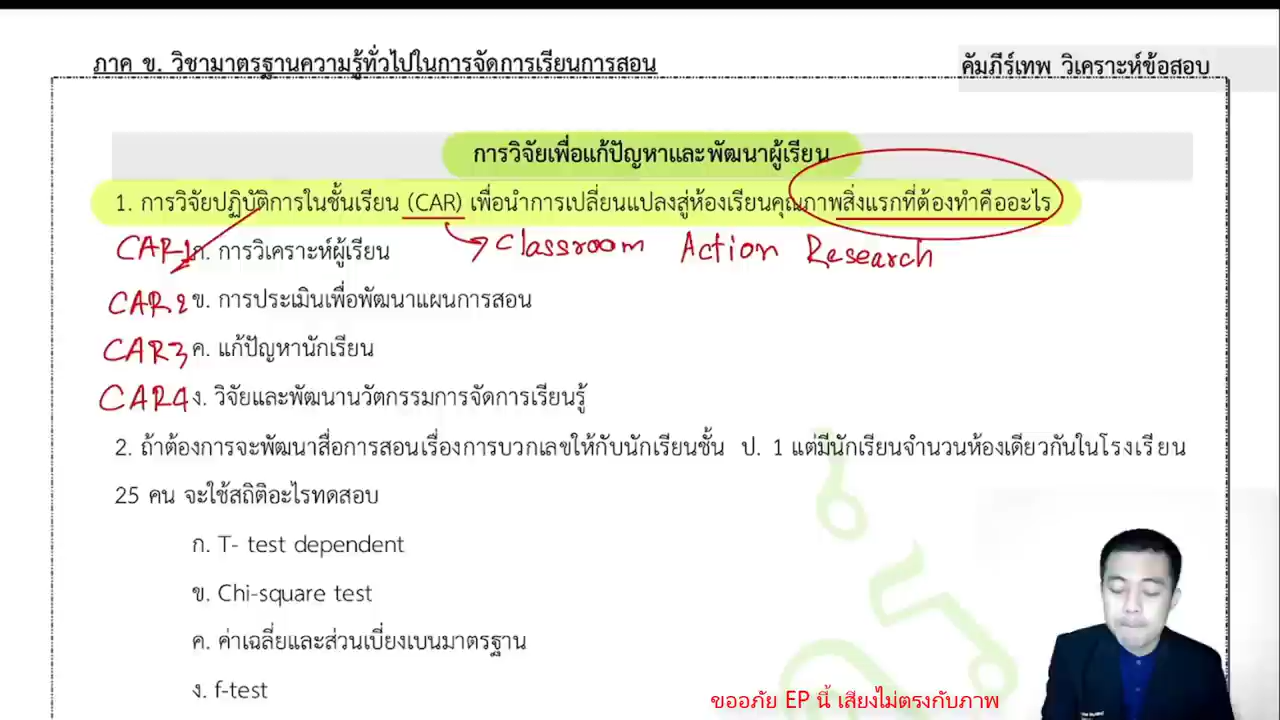 ภาค ข. วิชามาตรฐานความรู้ทั่วไปในการจัดการเรียนการสอน
คัมภีร์เทพ วิเคราะห์ข้อสอบ
การวิจัยเพื่อแก้ปัญหาและพัฒนาผู้เรียน
1. การวิจัยปฏิบัติการในชั้นเรียน (CAR) เพื่อนำการเปลี่ยนแปลงสู่ห้องเรียนคุณภาพสิ่งแรกที่ต้องทำคืออะไร
Classroom Action Research
CAR1 ก. การวิเคราะห์ผู้เรียน
CAR2 ข. การประเมินเพื่อพัฒนาแผนการสอน
CAR3 ค. แก้ปัญหานักเรียน
CAR4 ง. วิจัยและพัฒนานวัตกรรมการจัดการเรียนรู้
2. ถ้าต้องการจะพัฒนาสื่อการสอนเรื่องการบวกเลขให้กับนักเรียนชั้น ป. 1 แต่มีนักเรียนจำนวนห้องเดียวกันในโรงเรียน
25 คน จะใช้สถิติอะไรทดสอบ
ก. T- test dependent
ข. Chi-square test
ค. ค่าเฉลี่ยและส่วนเบี่ยงเบนมาตรฐาน
ง. f-test
ขออภัย EP นี้ เสียงไม่ตรงกับภาพ